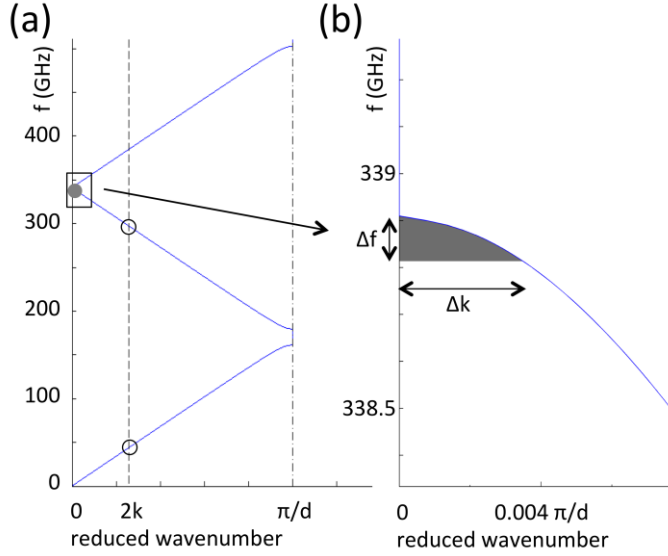 (a)
f (GHz)
400
300
200
100
0
0 2k π/d
reduced wavenumber
(b)
f (GHz)
339
Δf
Δk
338.5
0 0.004 π/d
reduced wavenumber